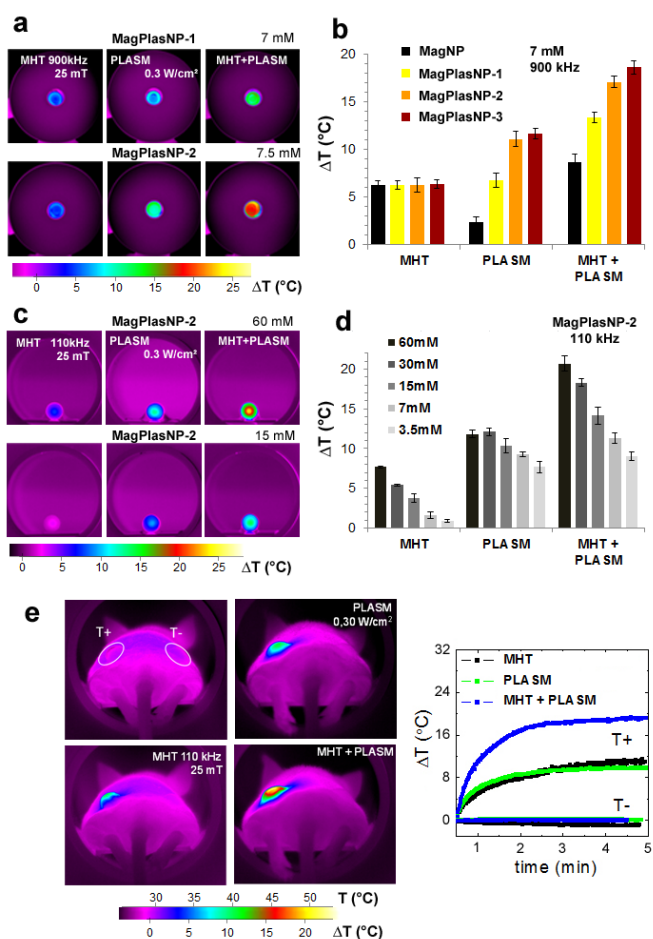 a
MagPlasNP-1 7 mM
MHT 900kHz
25 mT
PLASM
0.3 W/cm²
MHT+PLASM
MagPlasNP-2 7.5 mM
0 5 10 15 20 25
ΔT (°C)
b
7 mM
900 kHz
MagNP
MagPlasNP-1
MagPlasNP-2
MagPlasNP-3
ΔT (°C)
20
15
10
5
0
MHT
PLASM
MHT +
PLASM
c
MagPlasNP-2 60 mM
MHT 110kHz
25 mT
PLASM
0.3 W/cm²
MHT+PLASM
MagPlasNP-2 15 mM
0 5 10 15 20 25
ΔT (°C)
d
MagPlasNP-2
110 kHz
60mM
30mM
15mM
7mM
3.5mM
ΔT (°C)
20
15
10
5
0
MHT
PLASM
MHT +
PLASM
e
T+ T-
PLASM
0,30 W/cm²
MHT 110 kHz
25 mT
MHT + PLASM
30 35 40 45 50 T (°C)
0 5 10 15 20 ΔT (°C)
MHT
PLASM
MHT + PLASM
T+
T-
ΔT (°C)
32
24
16
8
0
1 2 3 4 5
time (min)